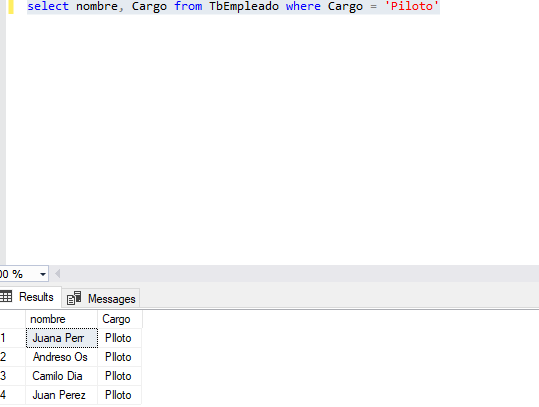 select nombre, Cargo from TbEmpleado where Cargo = 'Piloto'
00 %
Results Messages
nombre Cargo
1 Juana Perr PIloto
2 Andreso Os PIloto
3 Camilo Dia PIloto
4 Juan Perez PIloto